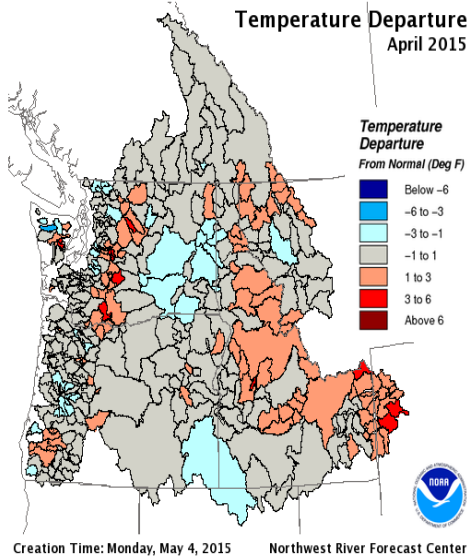 Temperature Departure
April 2015
Temperature
Departure
From Normal (Deg F)
Below -6
-6 to -3
-3 to -1
-1 to 1
1 to 3
3 to 6
Above 6
NOAA
Creation Time: Monday, May 4, 2015 Northwest River Forecast Center